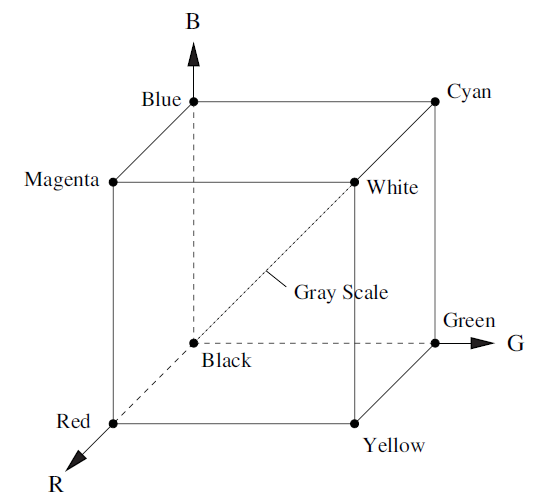 B
Blue
Cyan
Magenta
White
Gray Scale
Green
G
Black
Red
Yellow
R